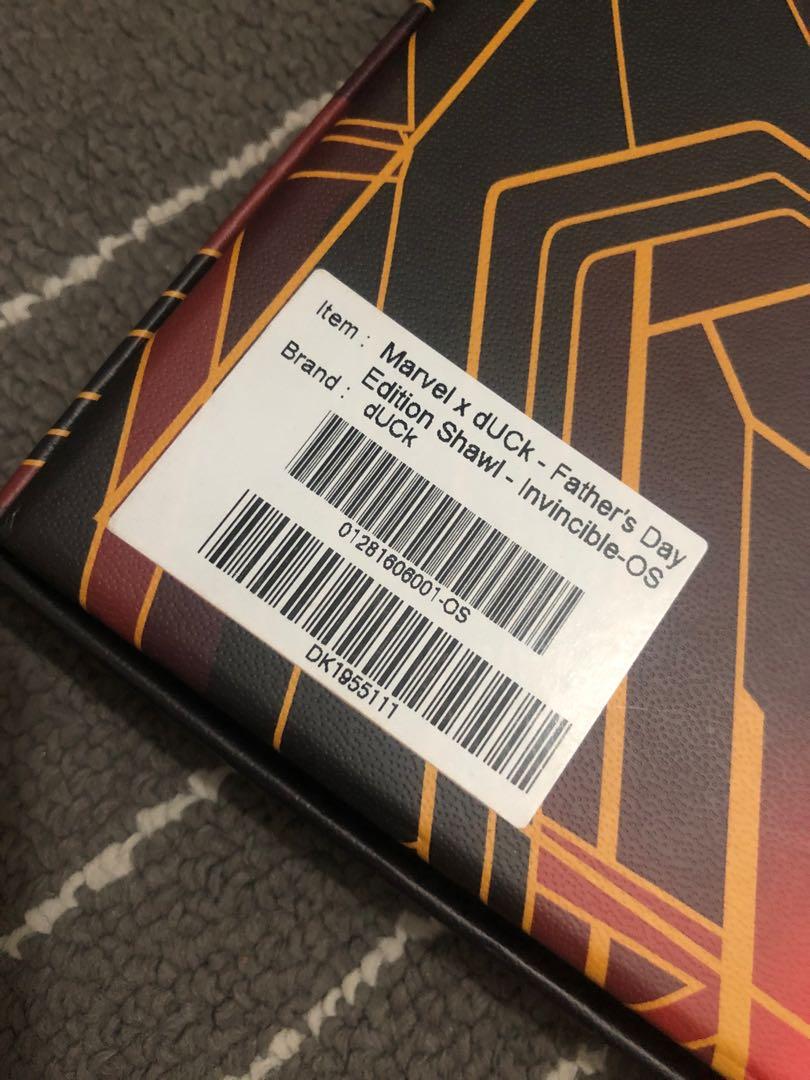 Item : Marvel x dUCk - Father's Day
Edition Shawl - Invincible-OS
Brand : dUCk
01281606001-OS
DK1955111